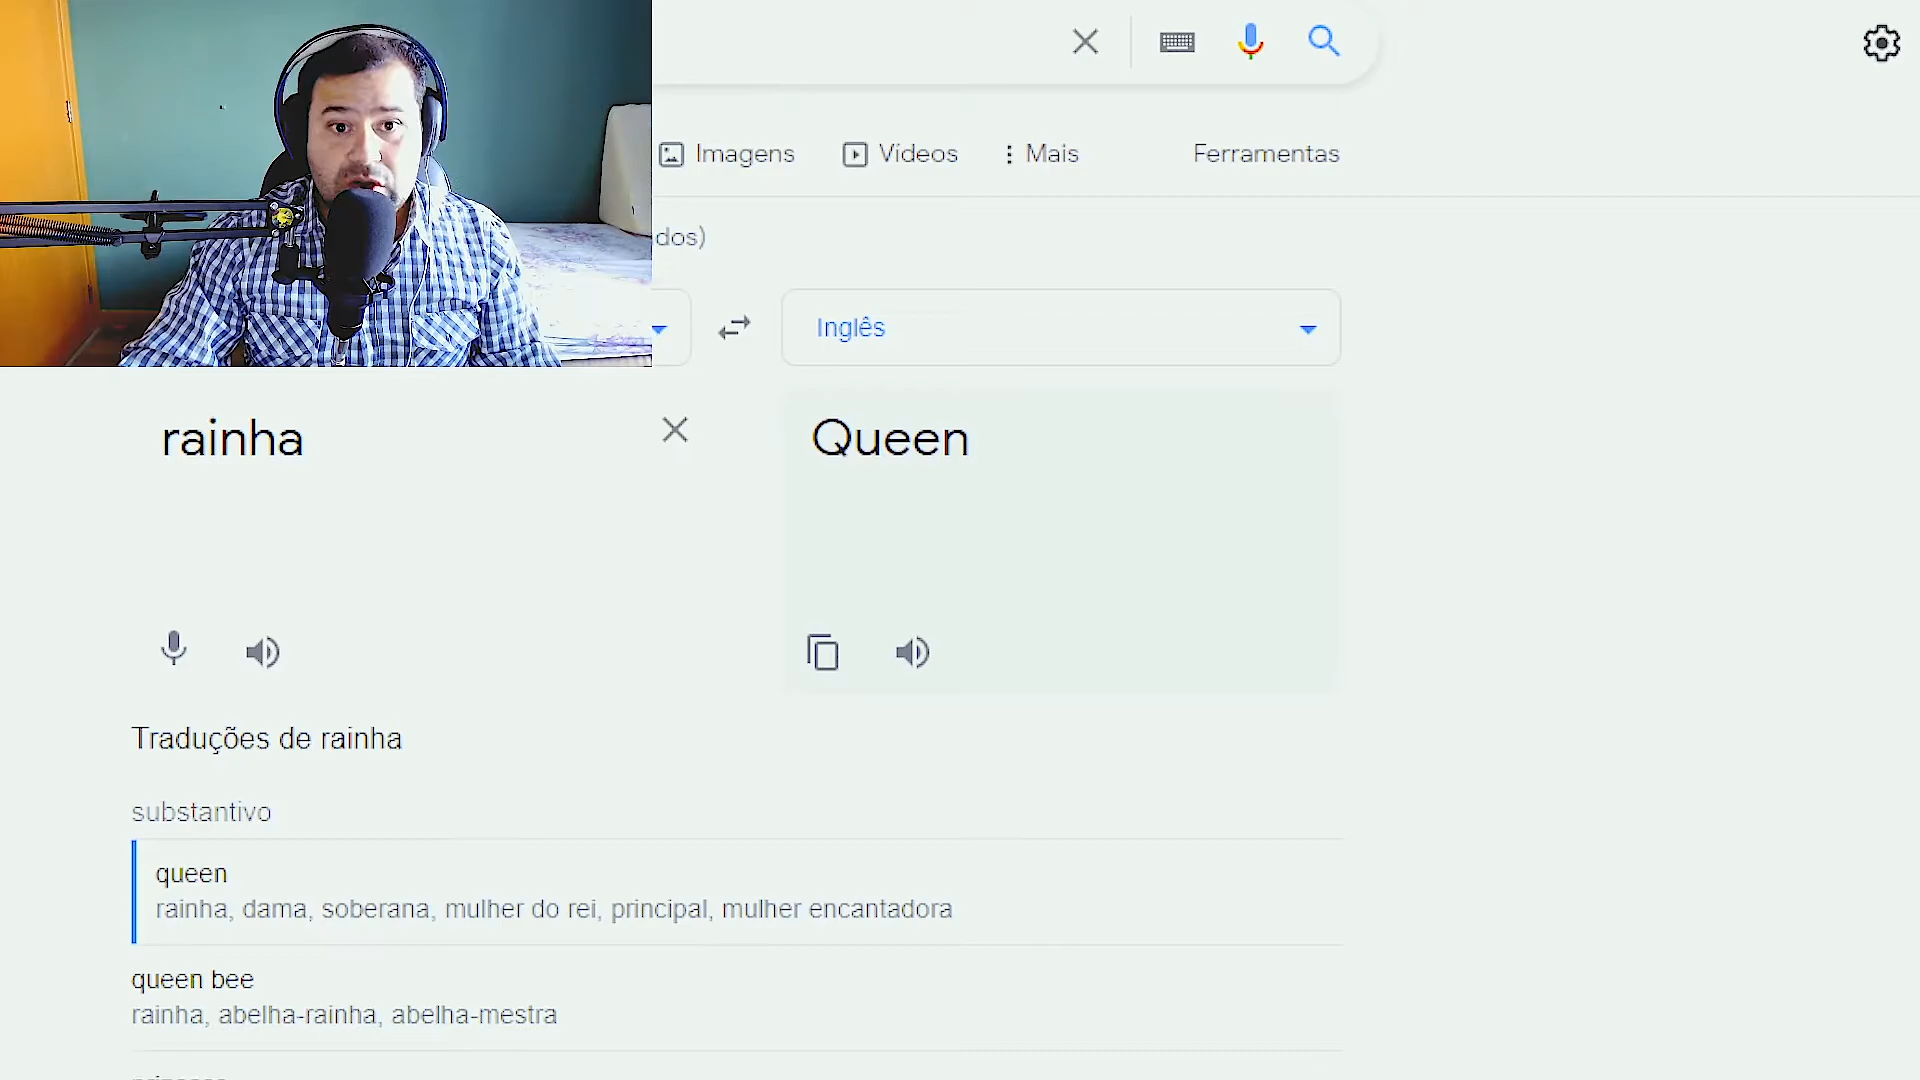 Imagens Vídeos Mais Ferramentas
dos)
Inglês
rainha
Queen
Traduções de rainha
substantivo
queen
rainha, dama, soberana, mulher do rei, principal, mulher encantadora
queen bee
rainha, abelha-rainha, abelha-mestra